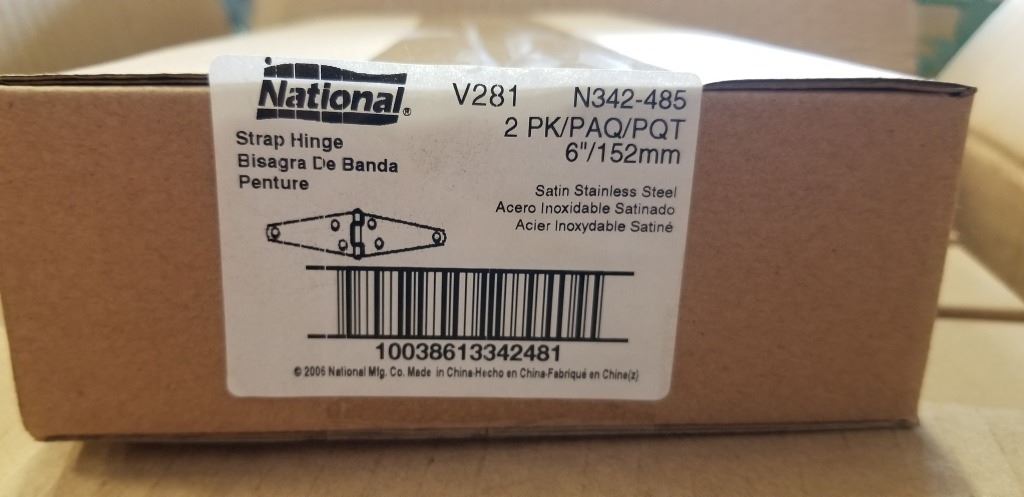 National®
V281 N342-485
2 PK/PAQ/PQT
6"/152mm
Strap Hinge
Bisagra De Banda
Penture
Satin Stainless Steel
Acero Inoxidable Satinado
Acier Inoxydable Satiné
10038613342481
© 2006 National Mfg. Co. Made in China-Hecho en China-Fabriqué en Chine(z)